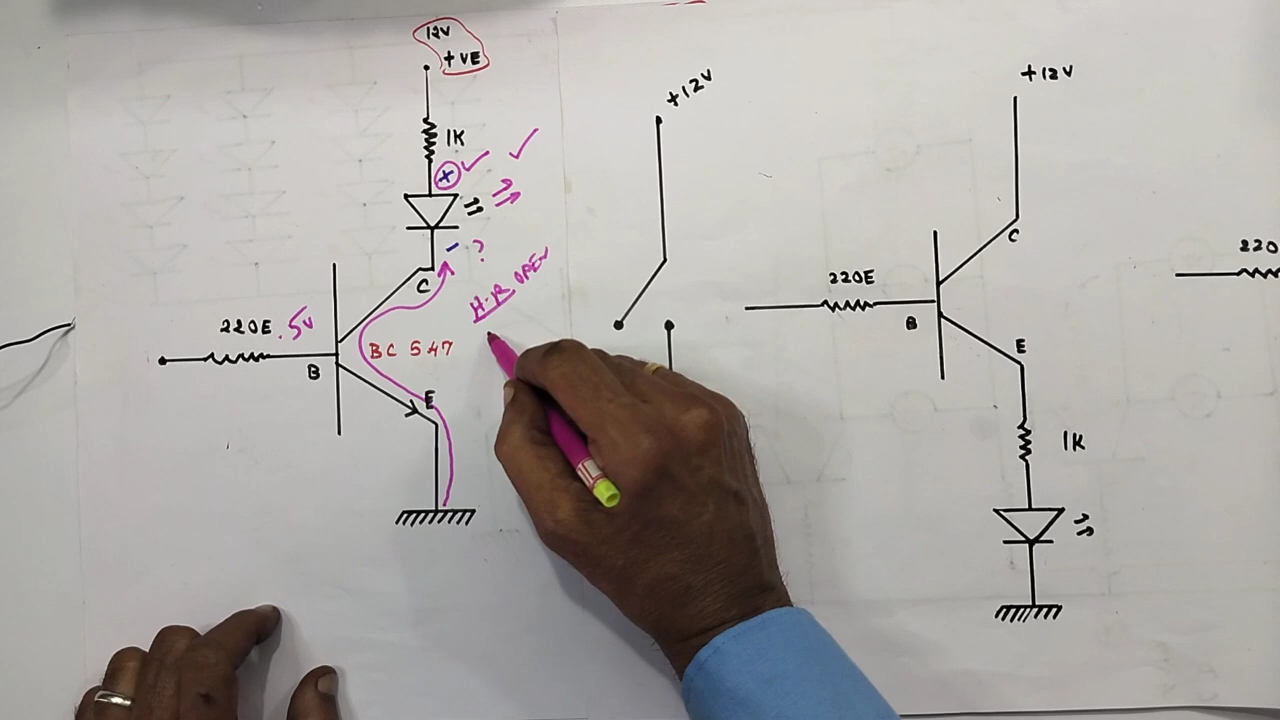 12V
+VE
1K
+
- ?
C
H-R OPEN
220E .5V
BC 547
B
E
+12V
+12V
C
220E
B
E
1K
220